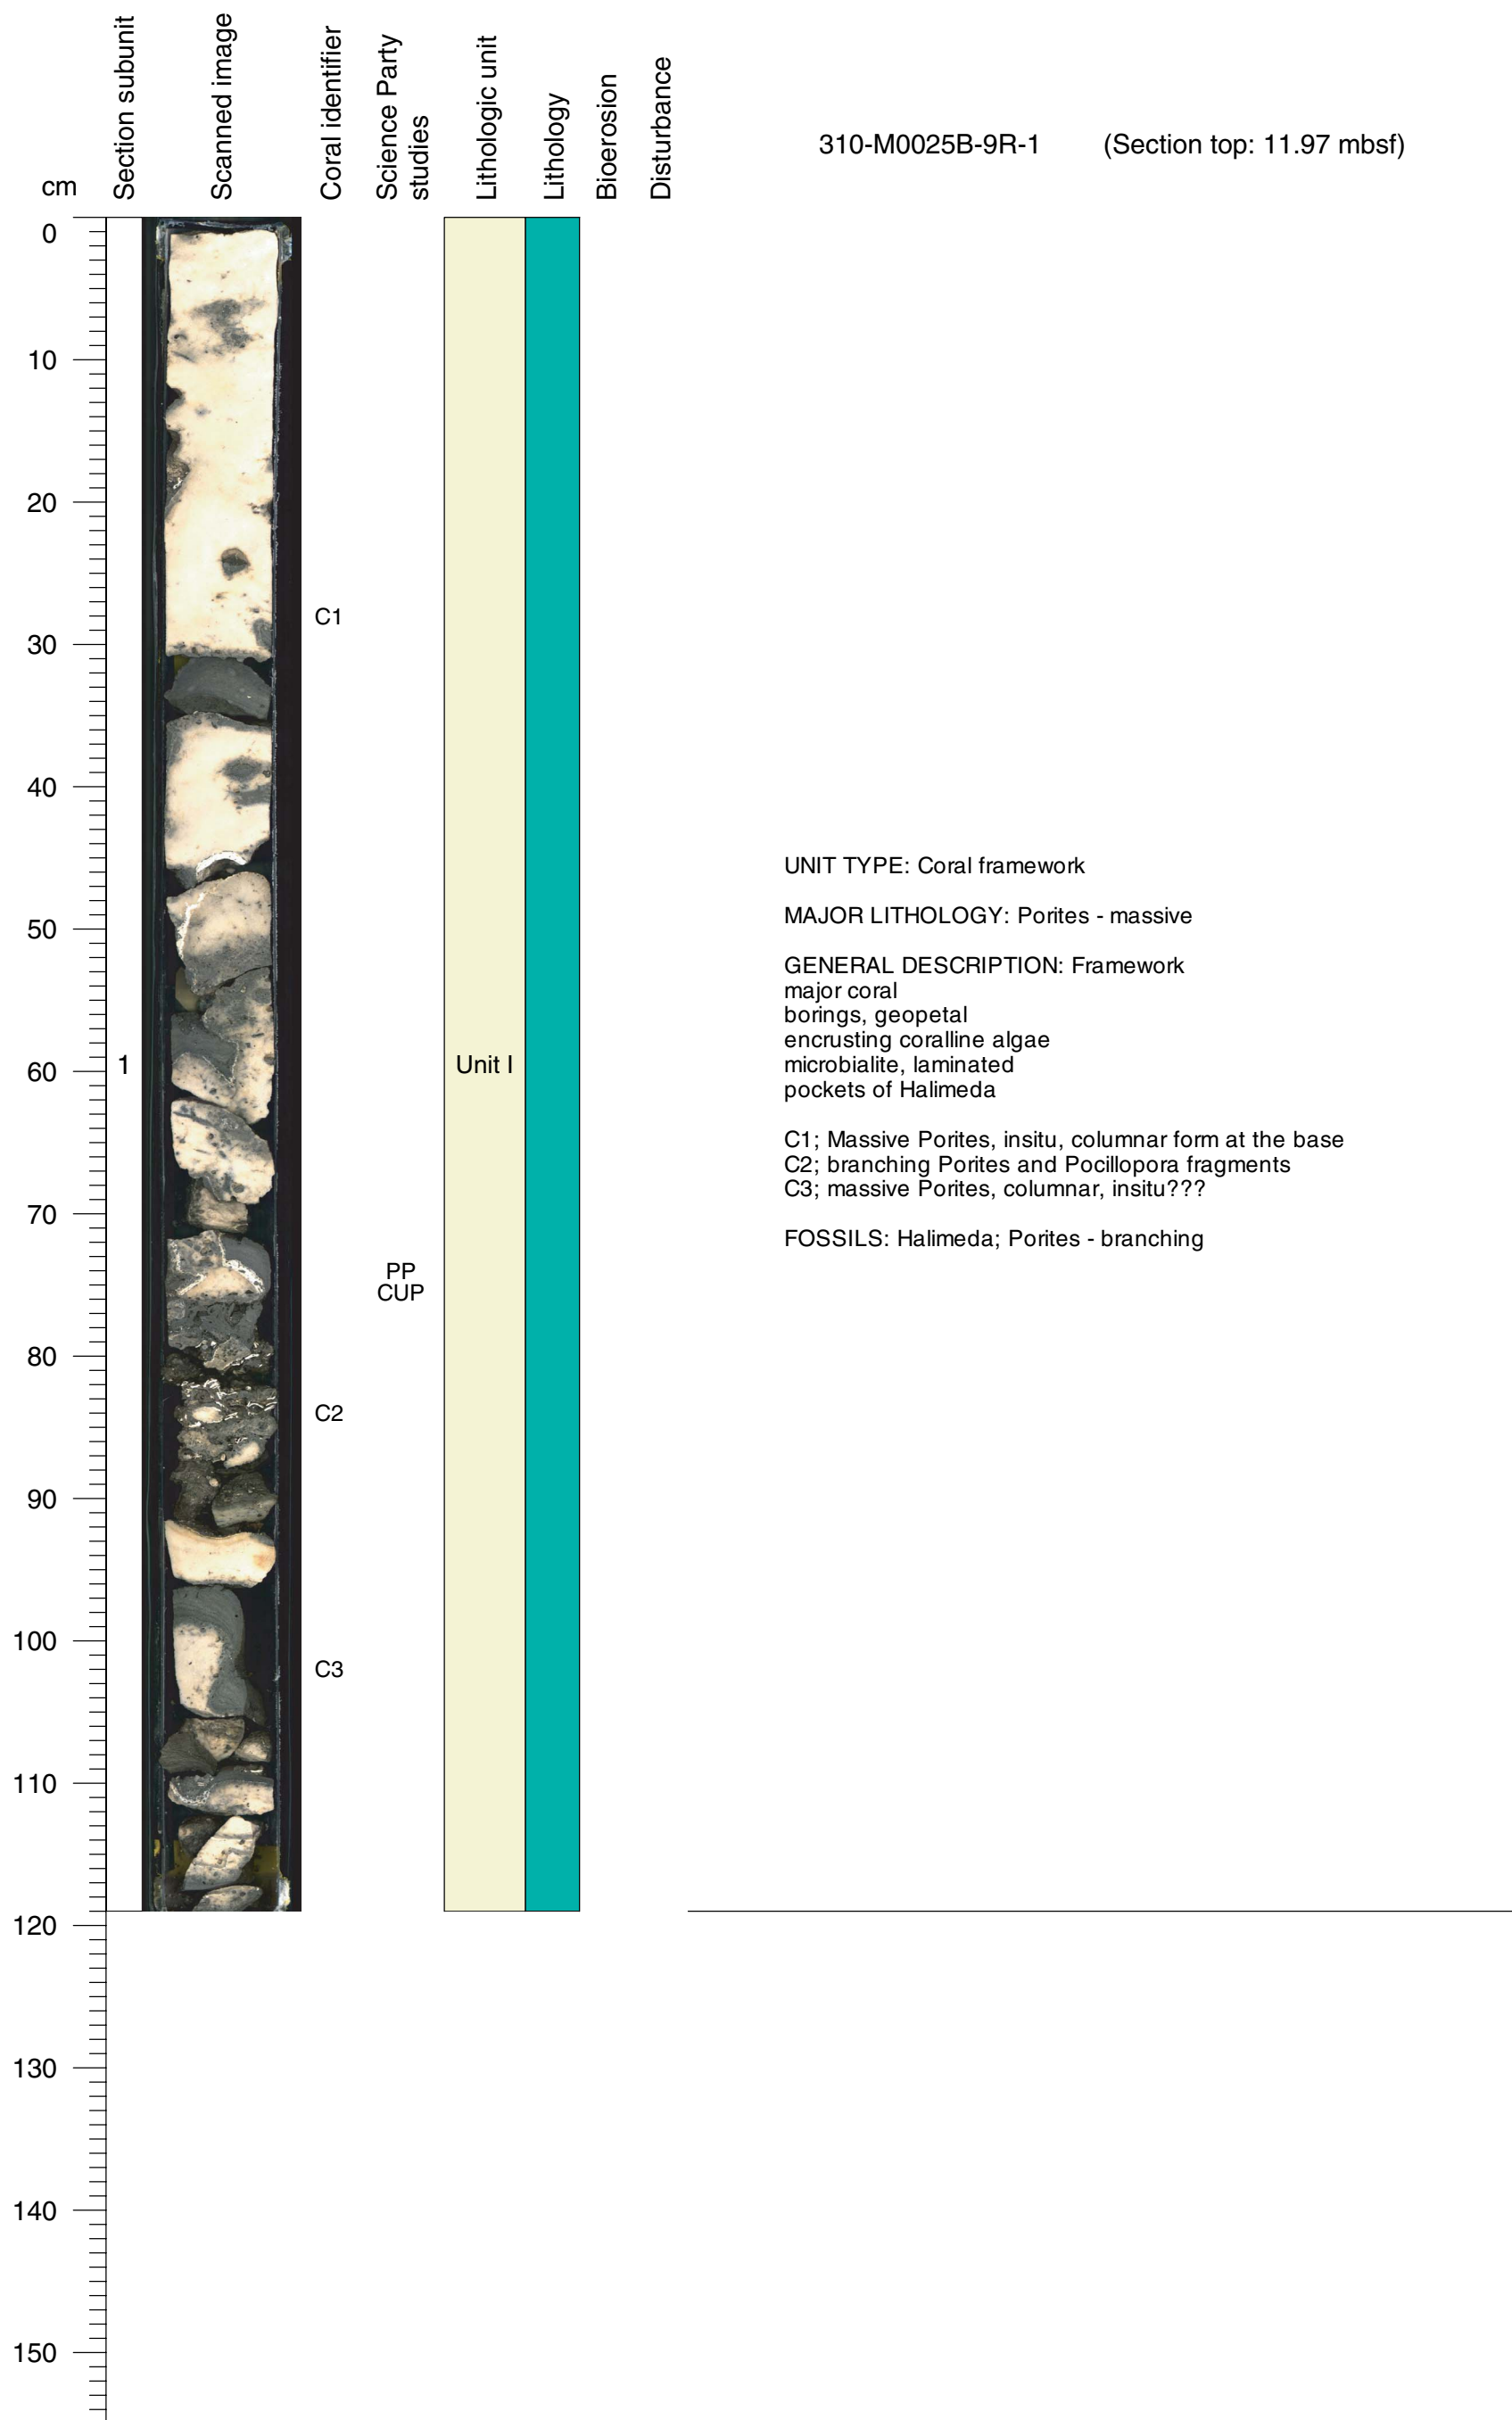 cm
Section subunit
Scanned image
Coral identifier
Science Party
studies
Lithologic unit
Lithology
Bioerosion
Disturbance
310-M0025B-9R-1 (Section top: 11.97 mbsf)
0
10
20
C1
30
40
50
1
Unit I
60
70
PP
CUP
80
C2
90
100
C3
110
120
130
140
150
UNIT TYPE: Coral framework
MAJOR LITHOLOGY: Porites - massive
GENERAL DESCRIPTION: Framework
major coral
borings, geopetal
encrusting coralline algae
microbialite, laminated
pockets of Halimeda
C1; Massive Porites, insitu, columnar form at the base
C2; branching Porites and Pocillopora fragments
C3; massive Porites, columnar, insitu???
FOSSILS: Halimeda; Porites - branching